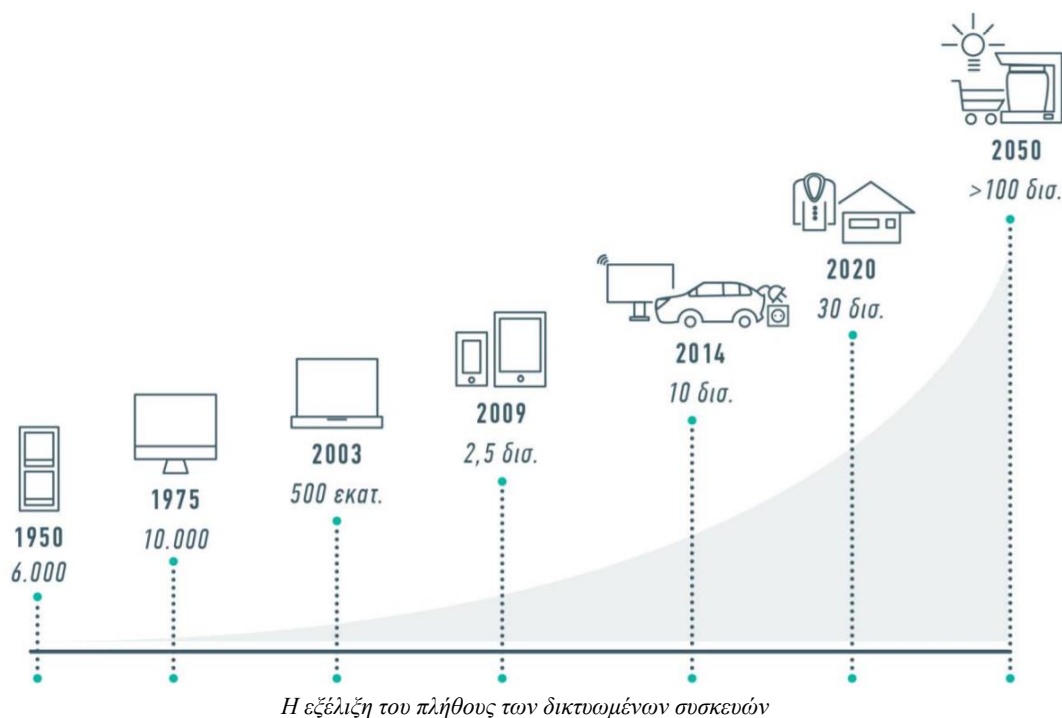 1950
6.000
1975
10.000
2003
500 εκατ.
2009
2,5 δισ.
2014
10 δισ.
2020
30 δισ.
2050
>100 δισ.
Η εξέλιξη του πλήθους των δικτυωμένων συσκευών